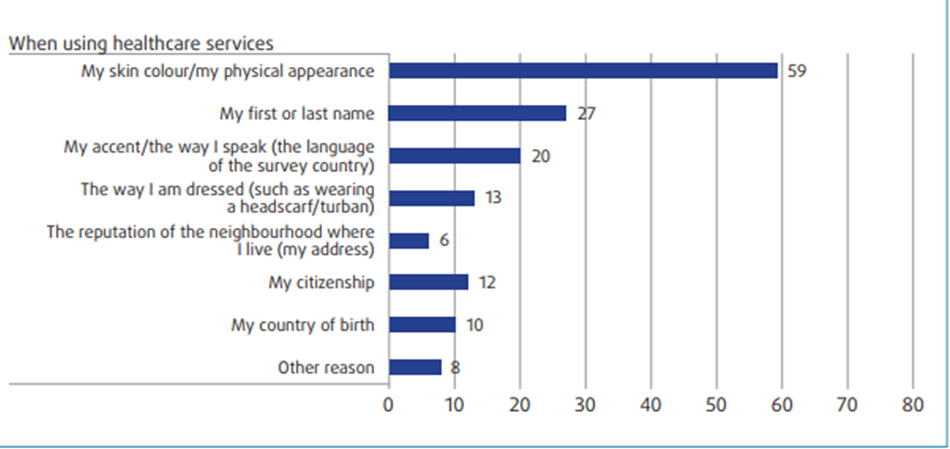 When using healthcare services
My skin colour/my physical appearance 59
My first or last name 27
My accent/the way I speak (the language
of the survey country) 20
The way I am dressed (such as wearing
a headscarf/turban) 13
The reputation of the neighbourhood where
I live (my address) 6
My citizenship 12
My country of birth 10
Other reason 8
0 10 20 30 40 50 60 70 80